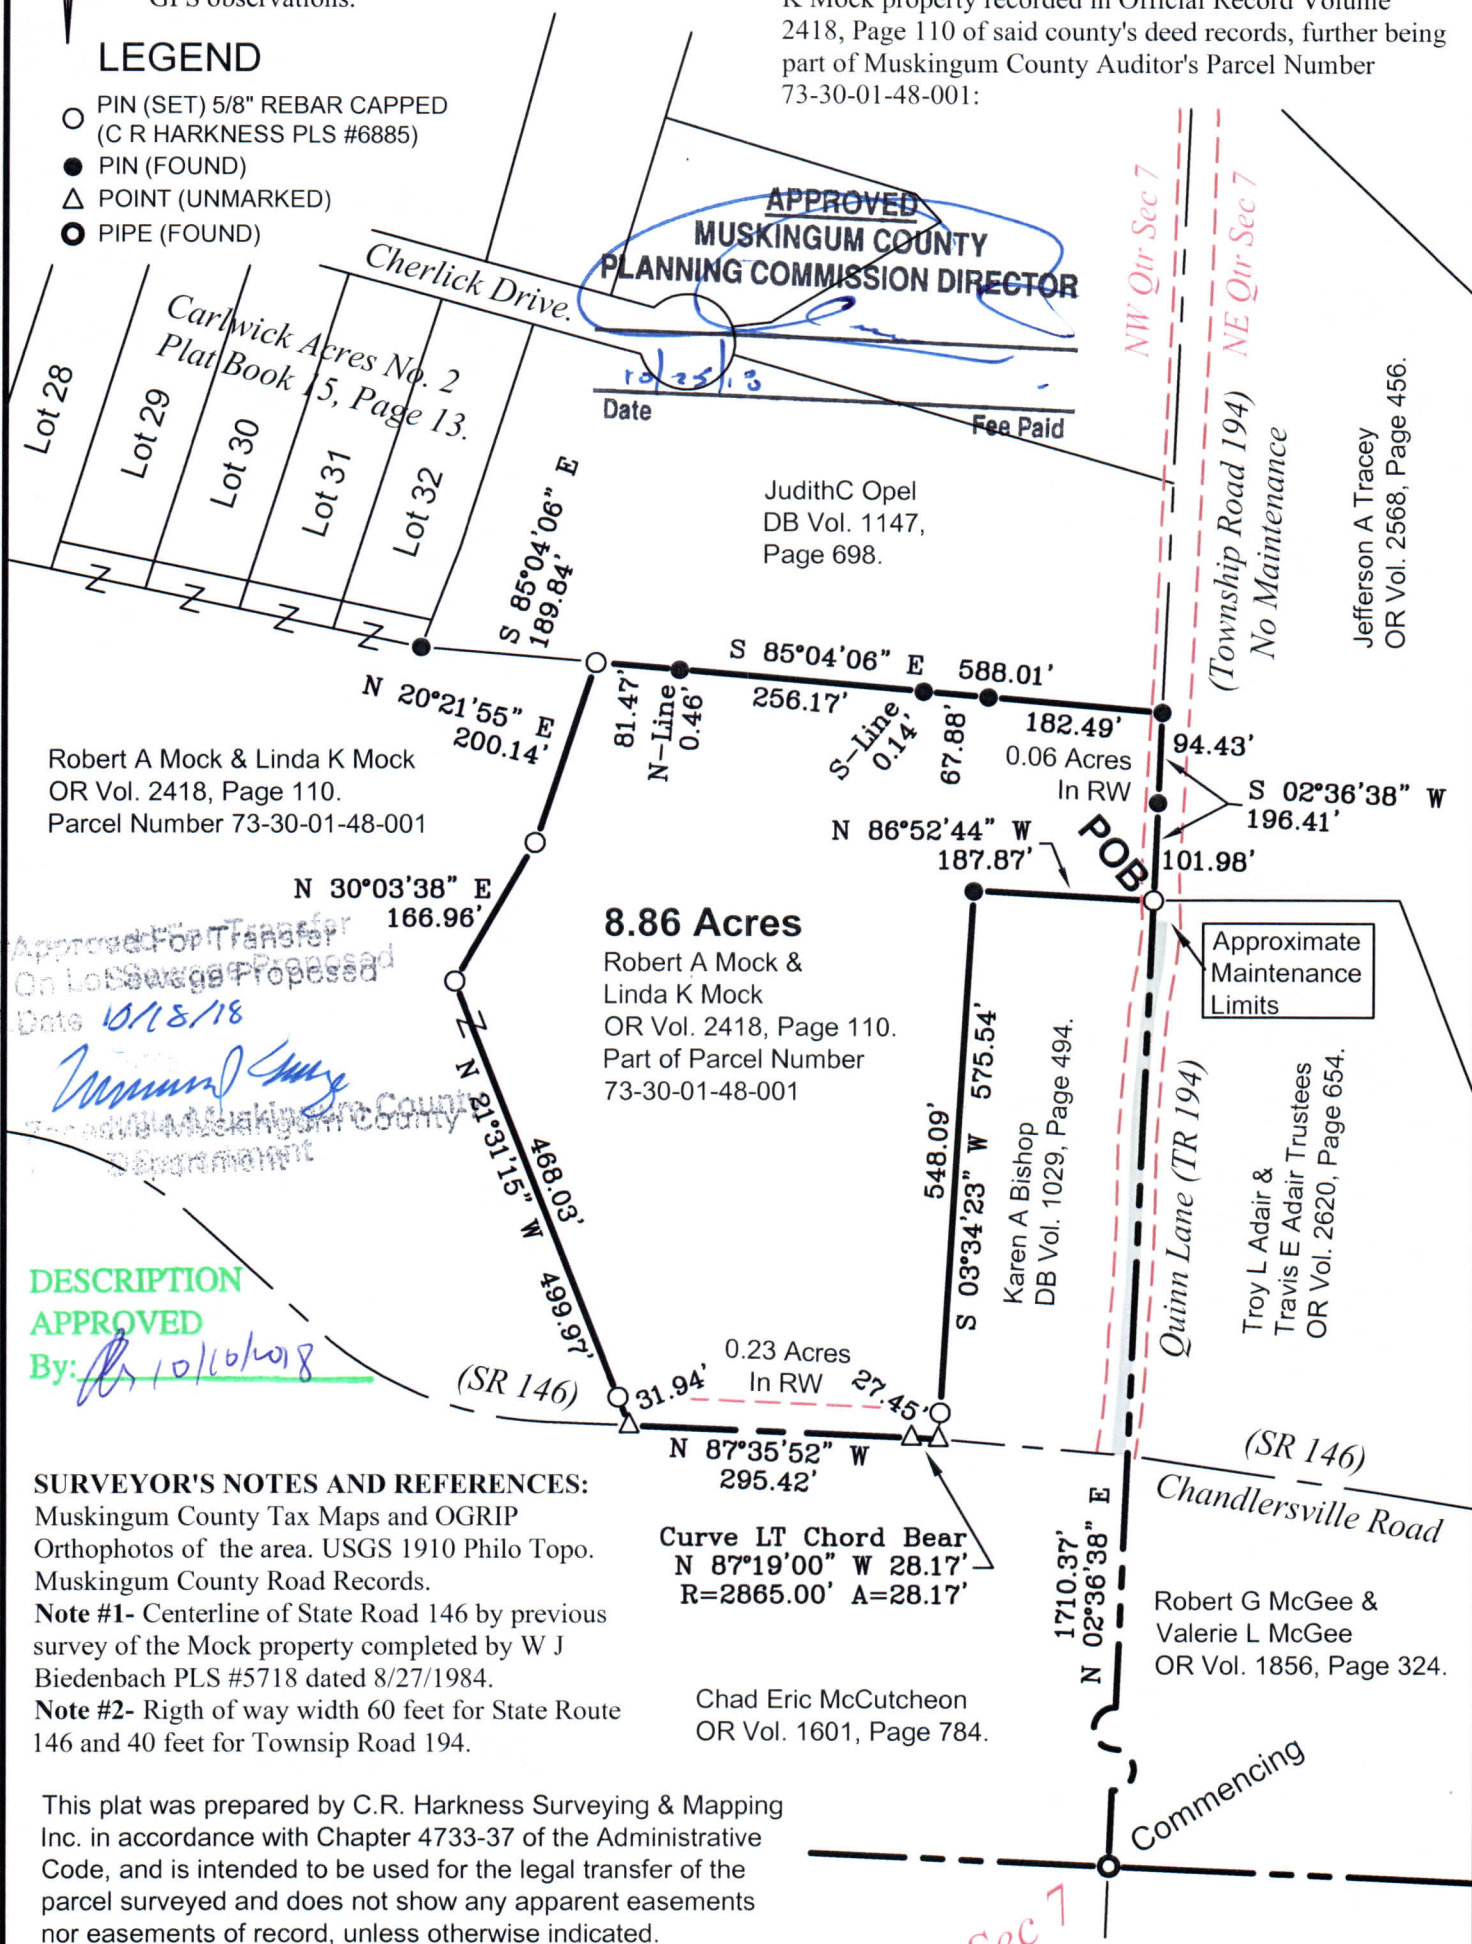 GPS observations.
K Mock property recorded in Official Record Volume
2418, Page 110 of said county's deed records, further being
part of Muskingum County Auditor's Parcel Number
73-30-01-48-001:
LEGEND
PIN (SET) 5/8" REBAR CAPPED
(C R HARKNESS PLS #6885)
PIN (FOUND)
POINT (UNMARKED)
PIPE (FOUND)
APPROVED
MUSKINGUM COUNTY
PLANNING COMMISSION DIRECTOR
Date
Fee Paid
NW Qtr Sec 7
NE Qtr Sec 7
Cherlick Drive.
Carlwick Acres No. 2
Plat Book 15, Page 13.
Lot 28
Lot 29
Lot 30
Lot 31
Lot 32
S 85°04'06" E
189.84'
JudithC Opel
DB Vol. 1147,
Page 698.
(Township Road 194)
No Maintenance
Jefferson A Tracey
OR Vol. 2568, Page 456.
S 85°04'06" E 588.01'
81.47'
N-Line
0.46'
256.17'
S-Line
0.14'
67.88'
182.49'
0.06 Acres
In RW
94.43'
S 02°36'38" W
196.41'
101.98'
N 20°21'55" E
200.14'
Robert A Mock & Linda K Mock
OR Vol. 2418, Page 110.
Parcel Number 73-30-01-48-001
N 86°52'44" W
187.87'
POB
N 30°03'38" E
166.96'
8.86 Acres
Robert A Mock &
Linda K Mock
OR Vol. 2418, Page 110.
Part of Parcel Number
73-30-01-48-001
Approximate
Maintenance
Limits
Approved For Transfer
On Lot Sewage Proposed
Date 10/18/18
Muskingum County
Department
N 21°31'15" W
468.03'
499.97'
548.09'
S 03°34'23" W 575.54'
Karen A Bishop
DB Vol. 1029, Page 494.
Quinn Lane (TR 194)
Troy L Adair &
Travis E Adair Trustees
OR Vol. 2620, Page 654.
DESCRIPTION
APPROVED
By: 10/10/2018
(SR 146)
31.94'
0.23 Acres
In RW
27.45'
N 87°35'52" W
295.42'
(SR 146)
Chandlersville Road
Curve LT Chord Bear
N 87°19'00" W 28.17'
R=2865.00' A=28.17'
1710.37'
N 02°36'38" E
SURVEYOR'S NOTES AND REFERENCES:
Muskingum County Tax Maps and OGRIP
Orthophotos of the area. USGS 1910 Philo Topo.
Muskingum County Road Records.
Note #1- Centerline of State Road 146 by previous
survey of the Mock property completed by W J
Biedenbach PLS #5718 dated 8/27/1984.
Note #2- Rigth of way width 60 feet for State Route
146 and 40 feet for Townsip Road 194.
Chad Eric McCutcheon
OR Vol. 1601, Page 784.
Robert G McGee &
Valerie L McGee
OR Vol. 1856, Page 324.
Commencing
This plat was prepared by C.R. Harkness Surveying & Mapping
Inc. in accordance with Chapter 4733-37 of the Administrative
Code, and is intended to be used for the legal transfer of the
parcel surveyed and does not show any apparent easements
nor easements of record, unless otherwise indicated.
Sec 7